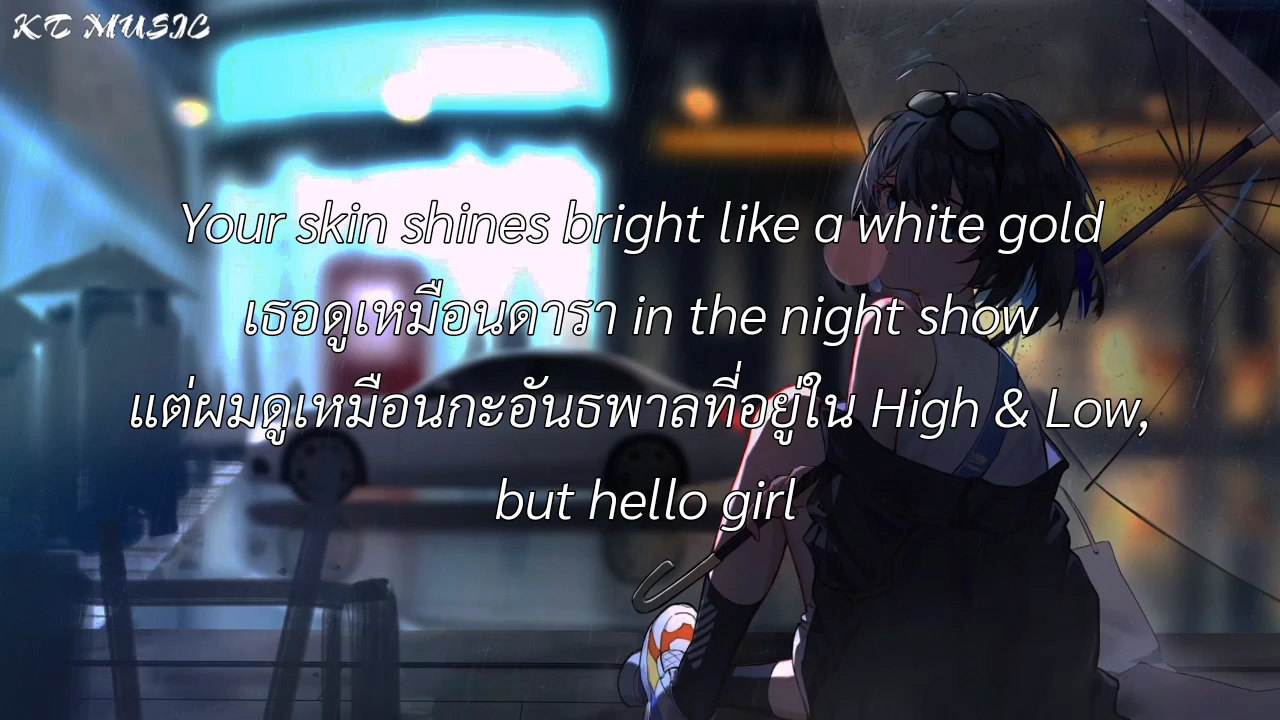 KT MUSIC
Your skin shines bright like a white gold
เธอดูเหมือนดารา in the night show
แต่ผมดูเหมือนกะอันธพาลที่อยู่ใน High & Low,
but hello girl